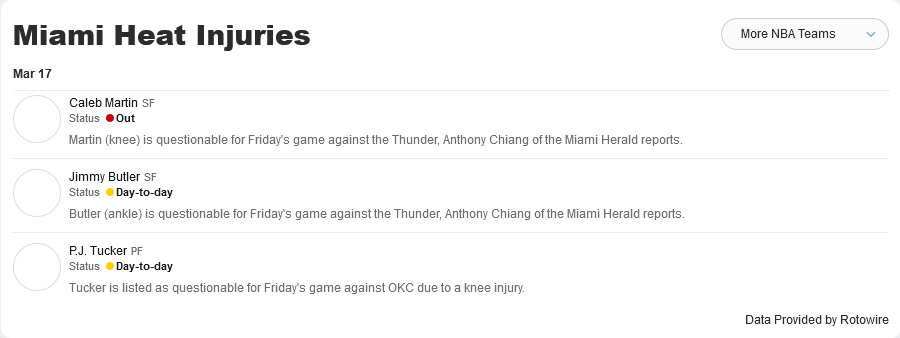 Miami Heat Injuries
More NBA Teams
Mar 17
Caleb Martin SF
Status Out
Martin (knee) is questionable for Friday's game against the Thunder, Anthony Chiang of the Miami Herald reports.
Jimmy Butler SF
Status Day-to-day
Butler (ankle) is questionable for Friday's game against the Thunder, Anthony Chiang of the Miami Herald reports.
P.J. Tucker PF
Status Day-to-day
Tucker is listed as questionable for Friday's game against OKC due to a knee injury.
Data Provided by Rotowire